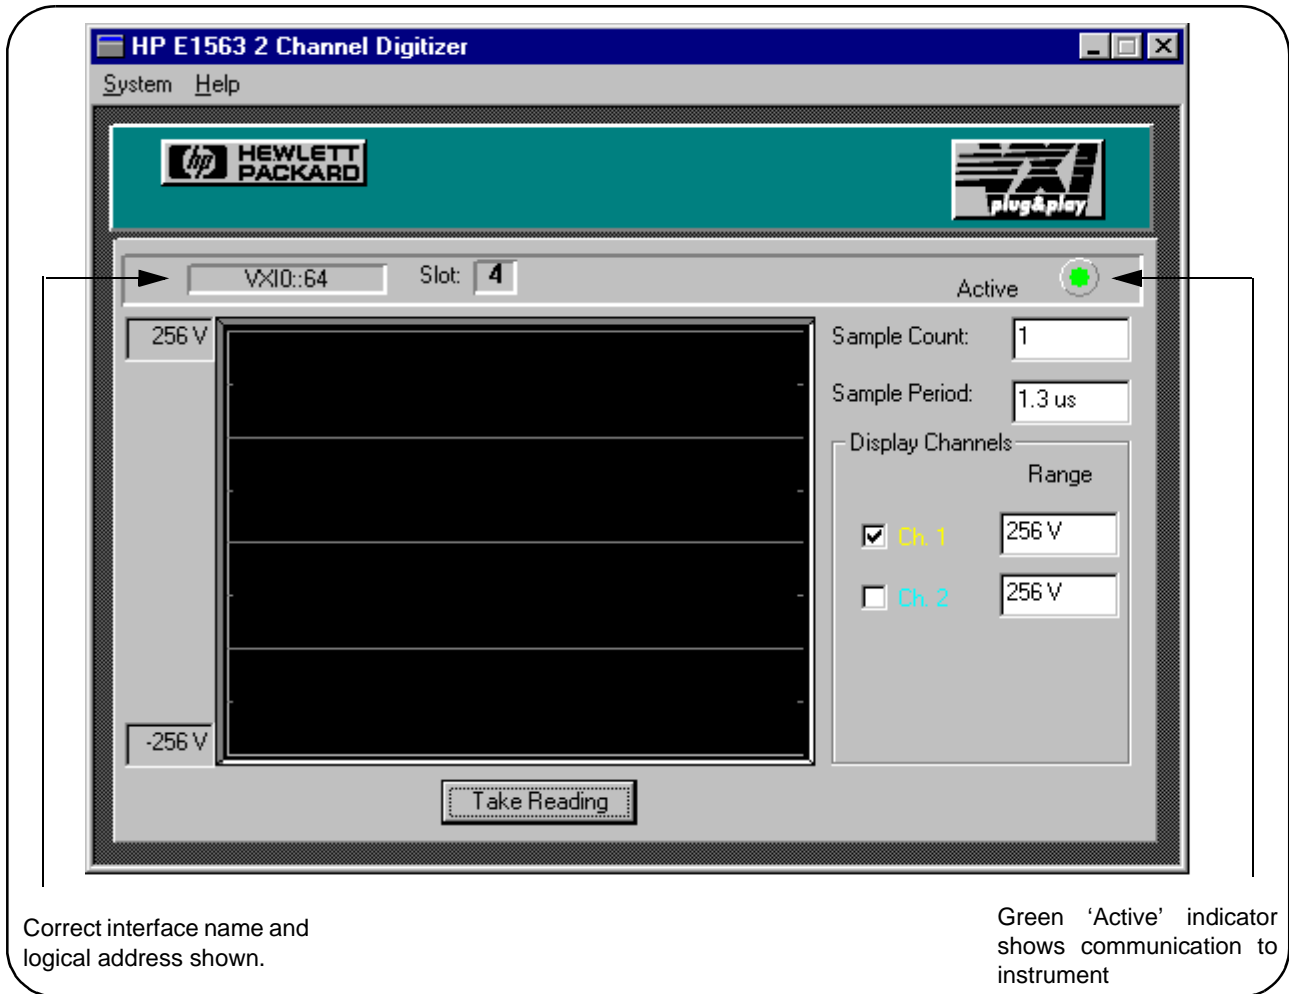 HP E1563 2 Channel Digitizer
System Help
hp HEWLETT
PACKARD
VXI
plug&play
VXI0::64 Slot: 4 Active
256 V
-256 V
Sample Count: 1
Sample Period: 1.3 us
Display Channels
Range
Ch. 1 256 V
Ch. 2 256 V
Take Reading
Correct interface name and
logical address shown.
Green ‘Active’ indicator
shows communication to
instrument